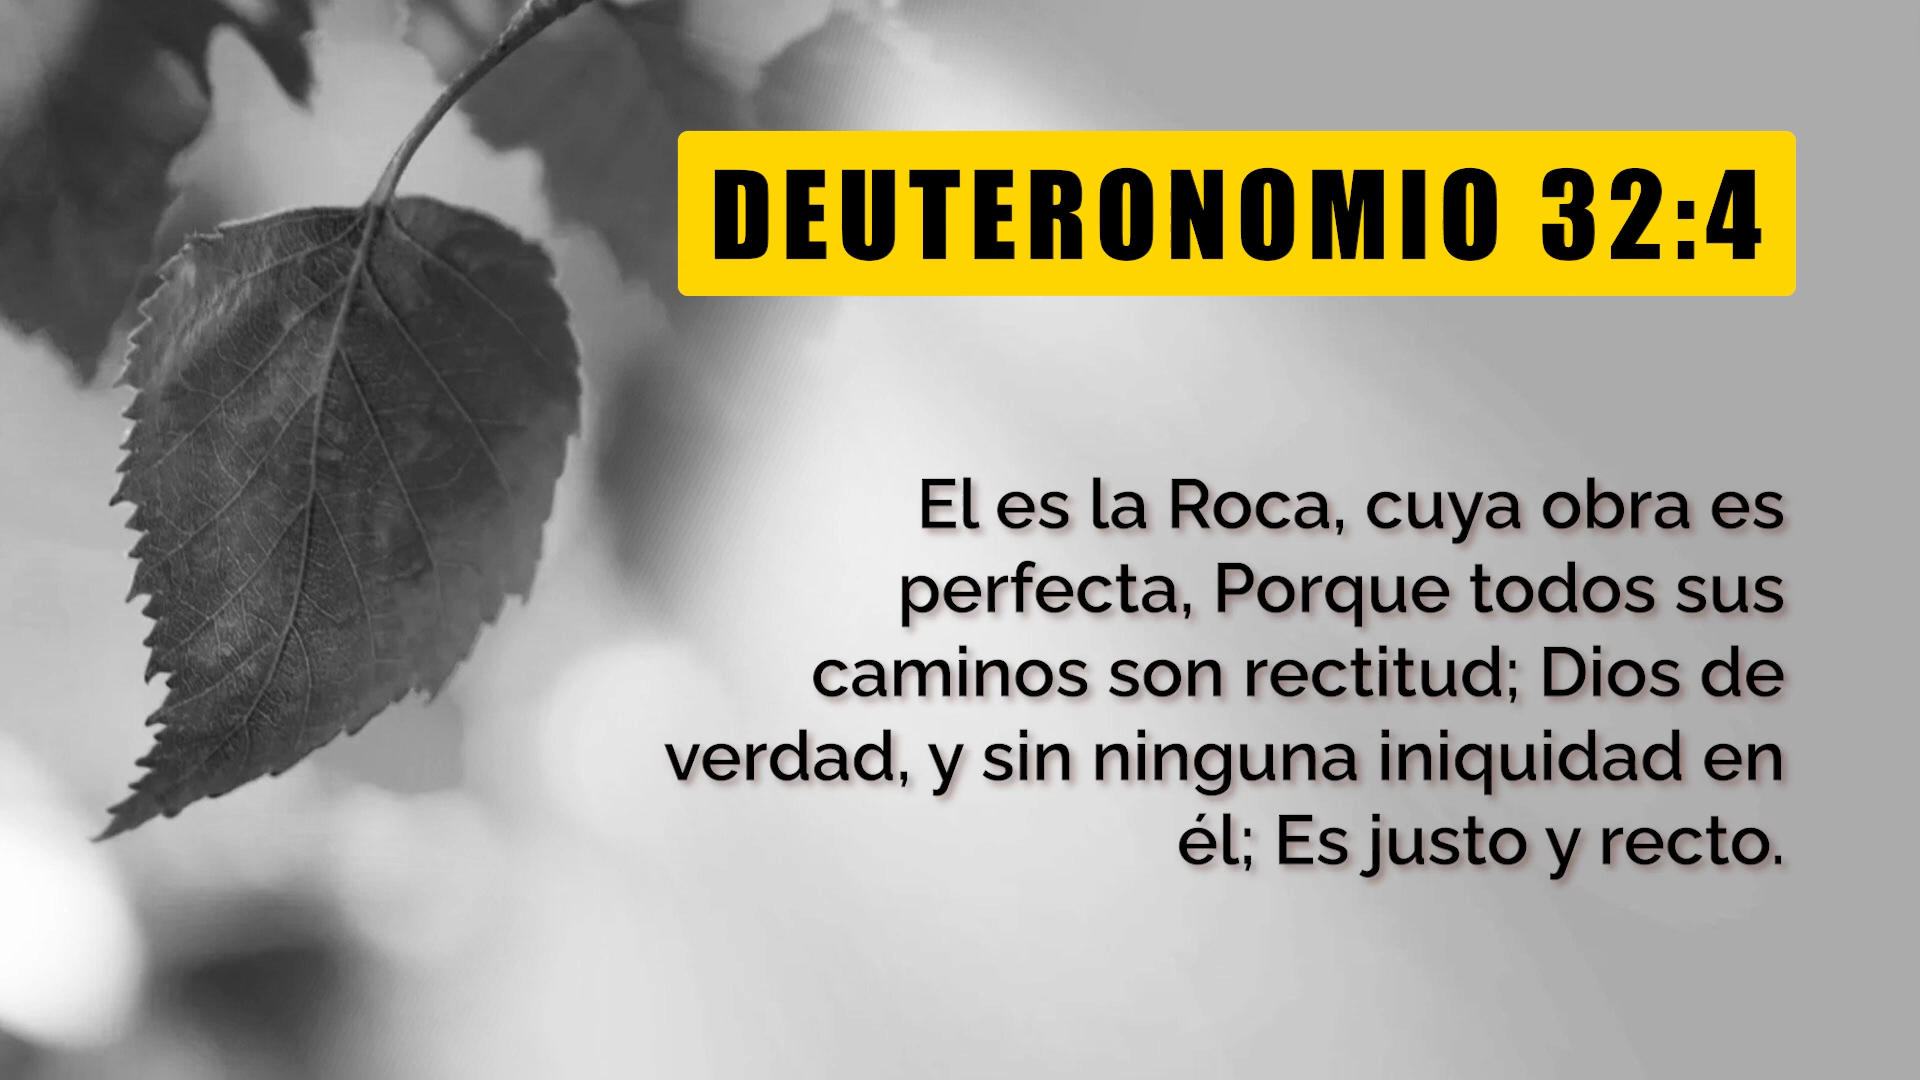 DEUTERONOMIO 32:4
El es la Roca, cuya obra es
perfecta, Porque todos sus
caminos son rectitud; Dios de
verdad, y sin ninguna iniquidad en
él; Es justo y recto.